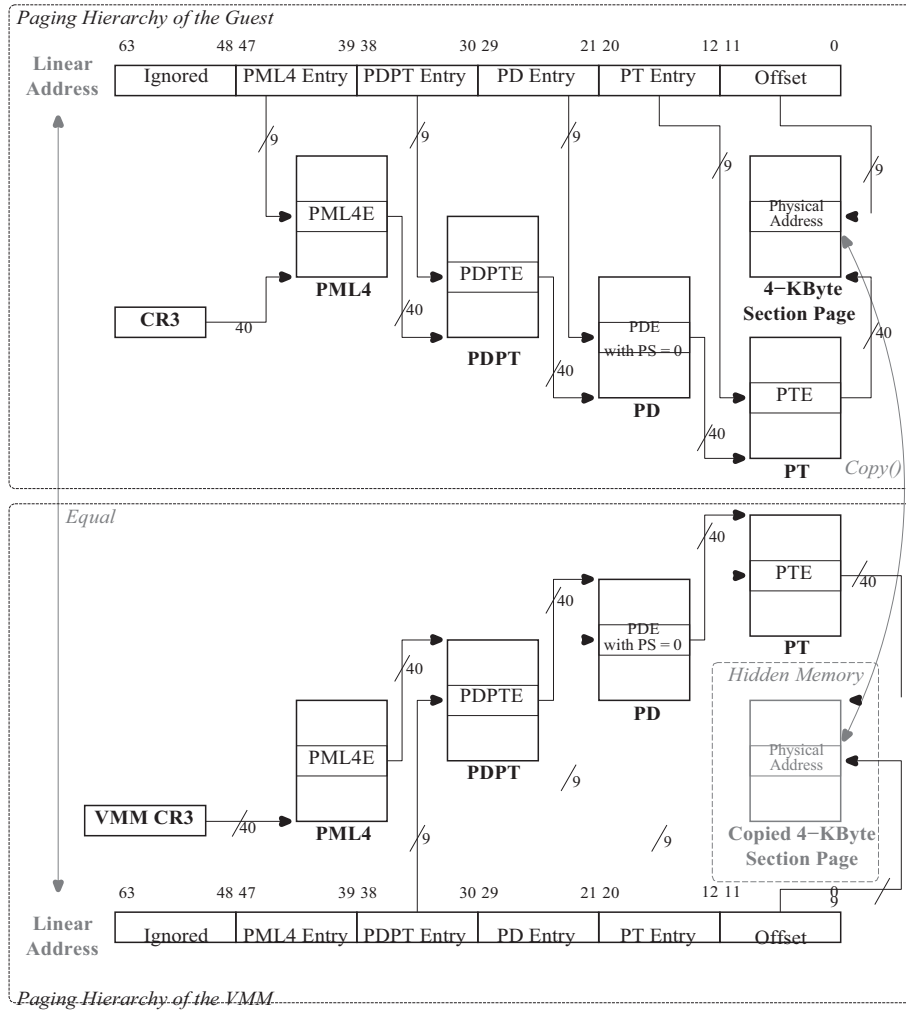 Paging Hierarchy of the Guest
63 48 47 39 38 30 29 21 20 12 11 0
Linear Address
Ignored PML4 Entry PDPT Entry PD Entry PT Entry Offset
9 9 9 9 9
PML4E
PML4
CR3
40
40
PDPTE
PDPT
40
PDE
with PS = 0
PD
40
Physical
Address
4−KByte
Section Page
40
PTE
PT
Copy()
Equal
40
PTE
40
PT
40
PDE
with PS = 0
PD
40
PDPTE
PDPT
PML4E
PML4
VMM CR3
40
9
9
9
Hidden Memory
Physical
Address
Copied 4−KByte
Section Page
63 48 47 39 38 30 29 21 20 12 11 0
9
Linear Address
Ignored PML4 Entry PDPT Entry PD Entry PT Entry Offset
Paging Hierarchy of the VMM